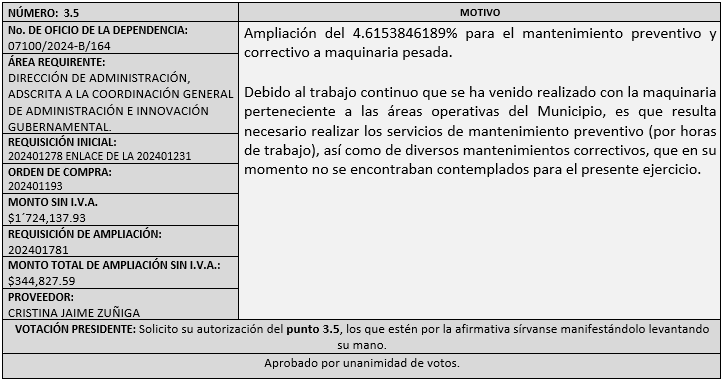 NÚMERO: 3.5
No. DE OFICIO DE LA DEPENDENCIA:
07100/2024-B/164
ÁREA REQUIRENTE:
DIRECCIÓN DE ADMINISTRACIÓN,
ADSCRITA A LA COORDINACIÓN GENERAL
DE ADMINISTRACIÓN E INNOVACIÓN
GUBERNAMENTAL.
REQUISICIÓN INICIAL:
202401278 ENLACE DE LA 202401231
ORDEN DE COMPRA:
202401193
MONTO SIN I.V.A.
$1´724,137.93
REQUISICIÓN DE AMPLIACIÓN:
202401781
MONTO TOTAL DE AMPLIACIÓN SIN I.V.A.:
$344,827.59
PROVEEDOR:
CRISTINA JAIME ZUÑIGA
MOTIVO
Ampliación del 4.6153846189% para el mantenimiento preventivo y
correctivo a maquinaria pesada.
Debido al trabajo continuo que se ha venido realizado con la maquinaria
perteneciente a las áreas operativas del Municipio, es que resulta
necesario realizar los servicios de mantenimiento preventivo (por horas
de trabajo), así como de diversos mantenimientos correctivos, que en su
momento no se encontraban contemplados para el presente ejercicio.
VOTACIÓN PRESIDENTE: Solicito su autorización del punto 3.5, los que estén por la afirmativa sírvanse manifestándolo levantando
su mano.
Aprobado por unanimidad de votos.